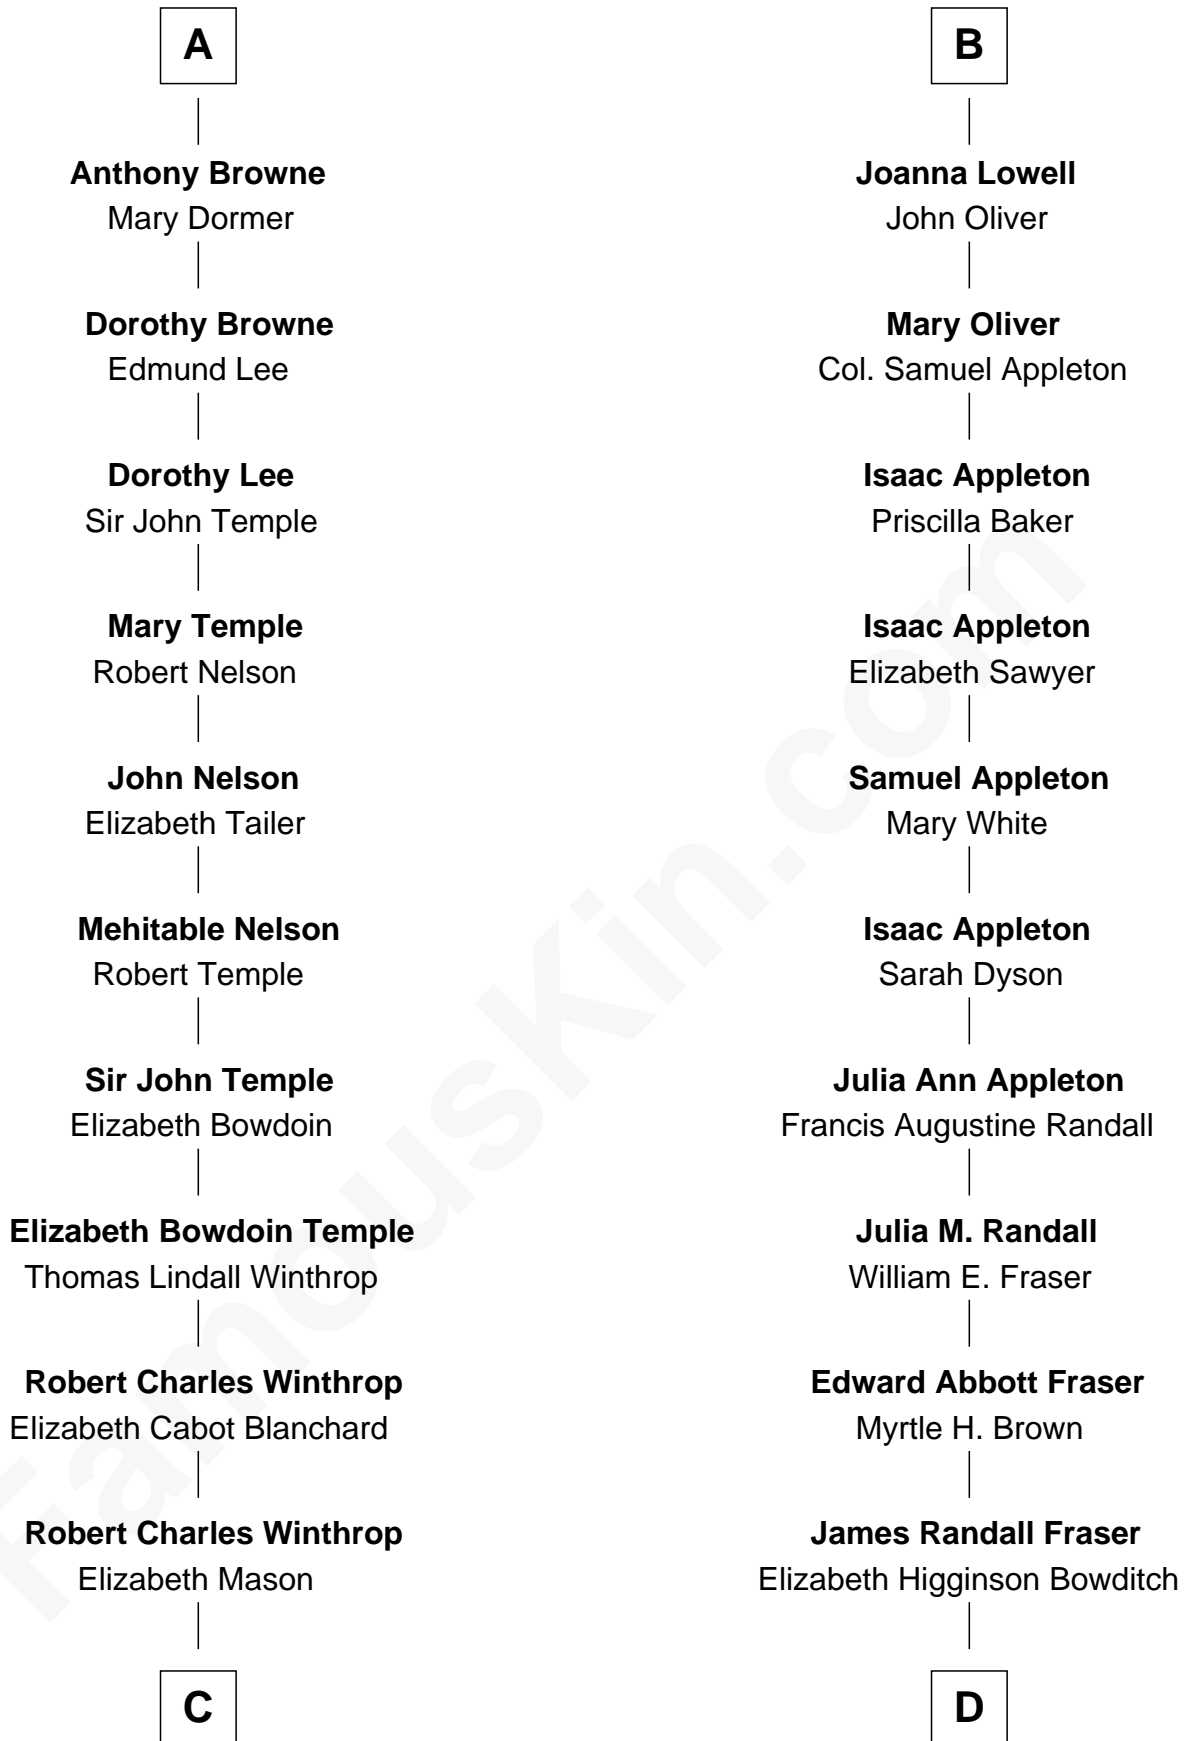 A
Anthony Browne
Mary Dormer
Dorothy Browne
Edmund Lee
Dorothy Lee
Sir John Temple
Mary Temple
Robert Nelson
John Nelson
Elizabeth Tailer
Mehitable Nelson
Robert Temple
Sir John Temple
Elizabeth Bowdoin
Elizabeth Bowdoin Temple
Thomas Lindall Winthrop
Robert Charles Winthrop
Elizabeth Cabot Blanchard
Robert Charles Winthrop
Elizabeth Mason
C
B
Joanna Lowell
John Oliver
Mary Oliver
Col. Samuel Appleton
Isaac Appleton
Priscilla Baker
Isaac Appleton
Elizabeth Sawyer
Samuel Appleton
Mary White
Isaac Appleton
Sarah Dyson
Julia Ann Appleton
Francis Augustine Randall
Julia M. Randall
William E. Fraser
Edward Abbott Fraser
Myrtle H. Brown
James Randall Fraser
Elizabeth Higginson Bowditch
D
FamousKin.com